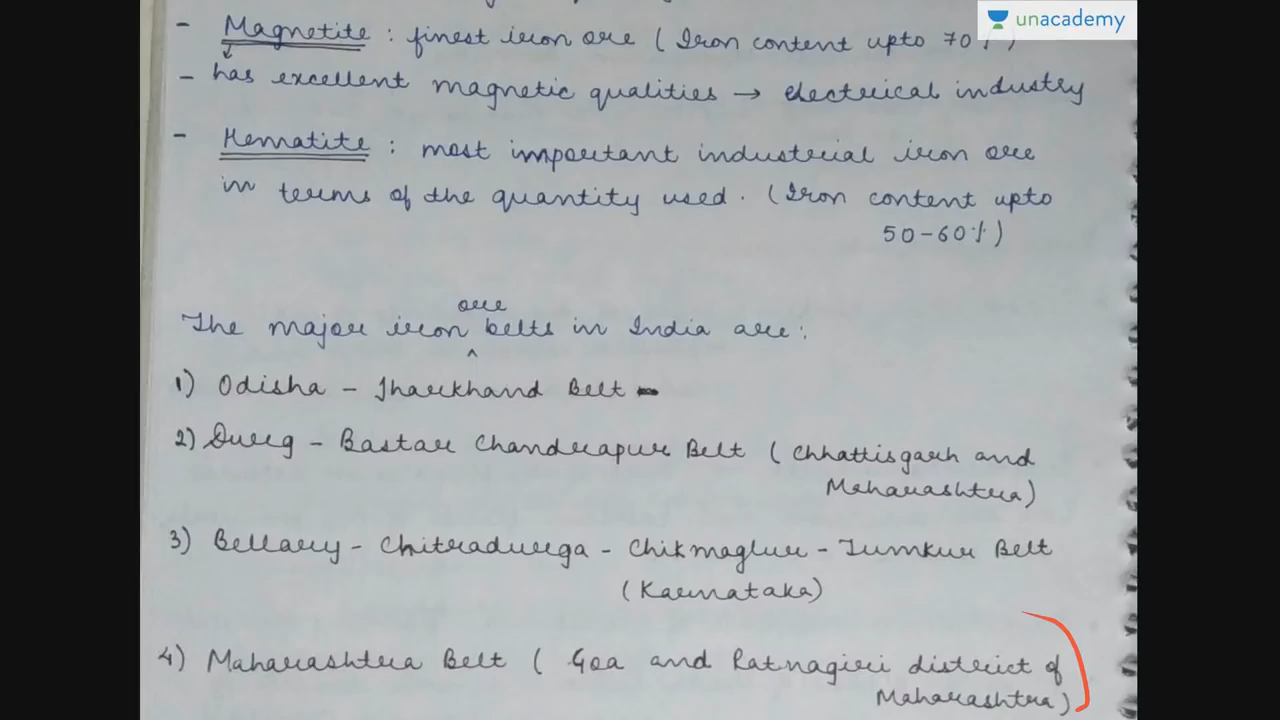 unacademy
- Magnetite : finest iron ore ( Iron content upto 70% )
- has excellent magnetic qualities → electrical industry
- Hematite : most important industrial iron ore
in terms of the quantity used. (Iron content upto
50-60%)
The major iron ore belts in India are:
1) Odisha - Jharkhand Belt
2) Durg - Bastar Chandrapur Belt ( Chhattisgarh and
Maharashtra)
3) Bellary - Chitradurga - Chikmaglur - Tumkur Belt
(Karnataka)
4) Maharashtra Belt ( Goa and Ratnagiri district of
Maharashtra)